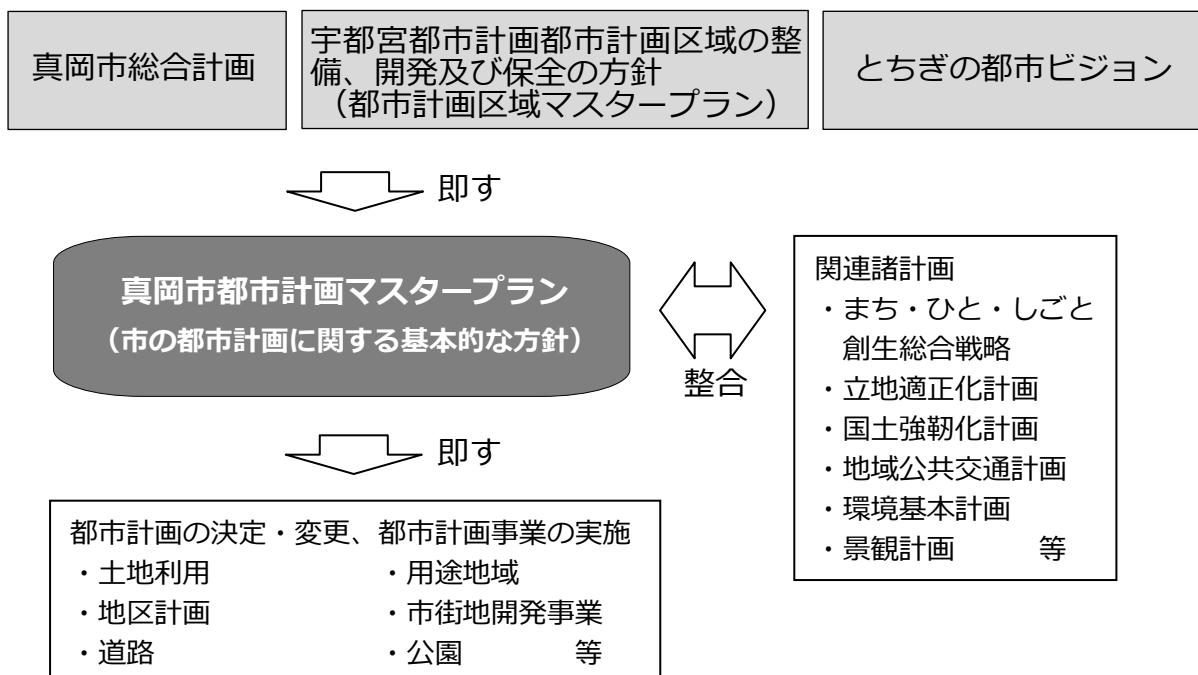 真岡市総合計画
宇都宮都市計画都市計画区域の整
備、開発及び保全の方針
（都市計画区域マスタープラン）
とちぎの都市ビジョン
即す
真岡市都市計画マスタープラン
（市の都市計画に関する基本的な方針）
整合
関連諸計画
・まち・ひと・しごと
創生総合戦略
・立地適正化計画
・国土強靭化計画
・地域公共交通計画
・環境基本計画
・景観計画　　　等
即す
都市計画の決定・変更、都市計画事業の実施
・土地利用　　　　　・用途地域
・地区計画　　　　　・市街地開発事業
・道路　　　　　　　・公園　　　　等